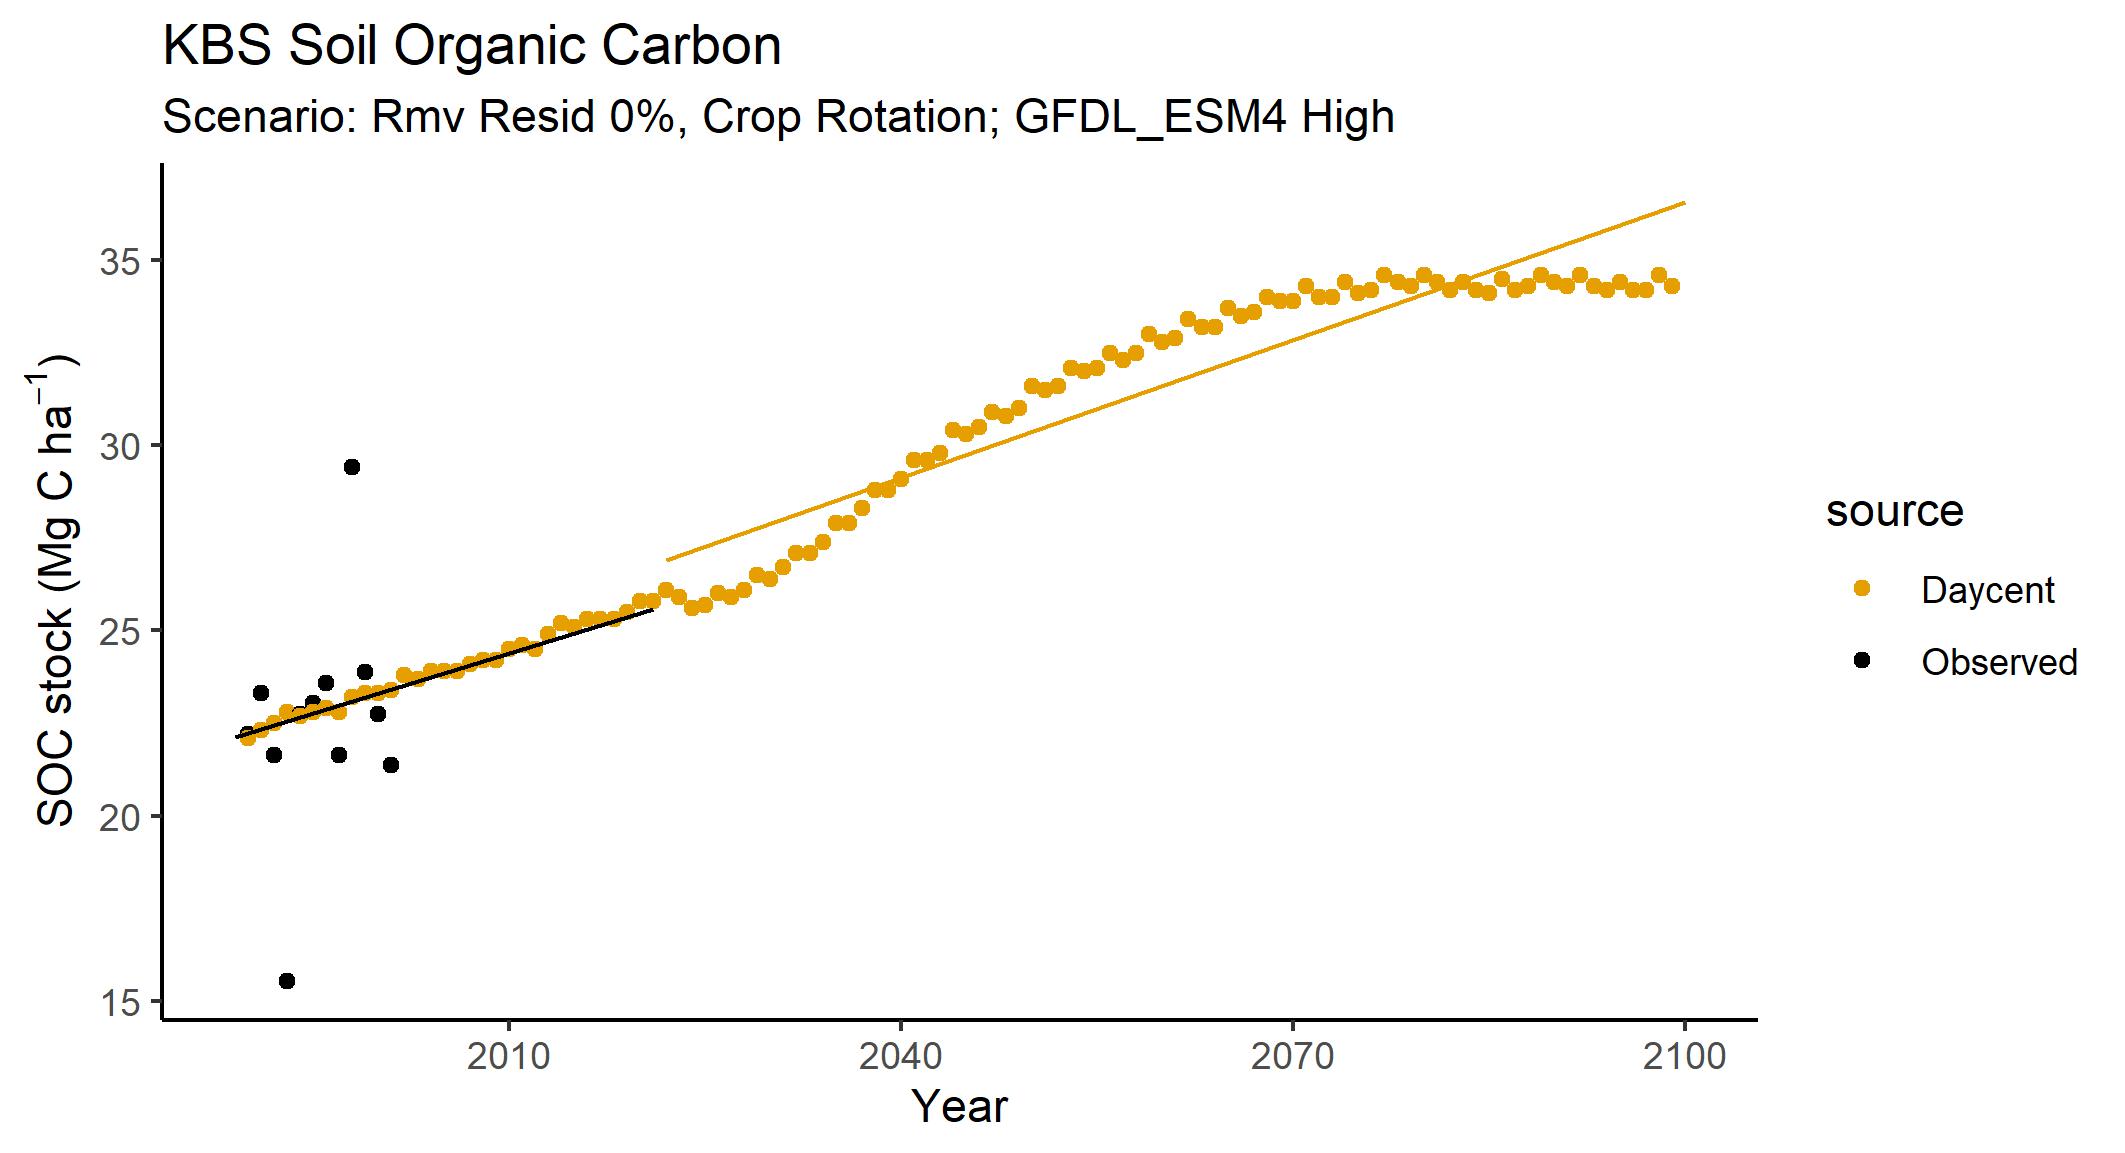 KBS Soil Organic Carbon
Scenario: Rmv Resid 0%, Crop Rotation; GFDL_ESM4 High
SOC stock (Mg C ha⁻¹)
35
30
25
20
15
2010
2040
2070
2100
Year
source
Daycent
Observed